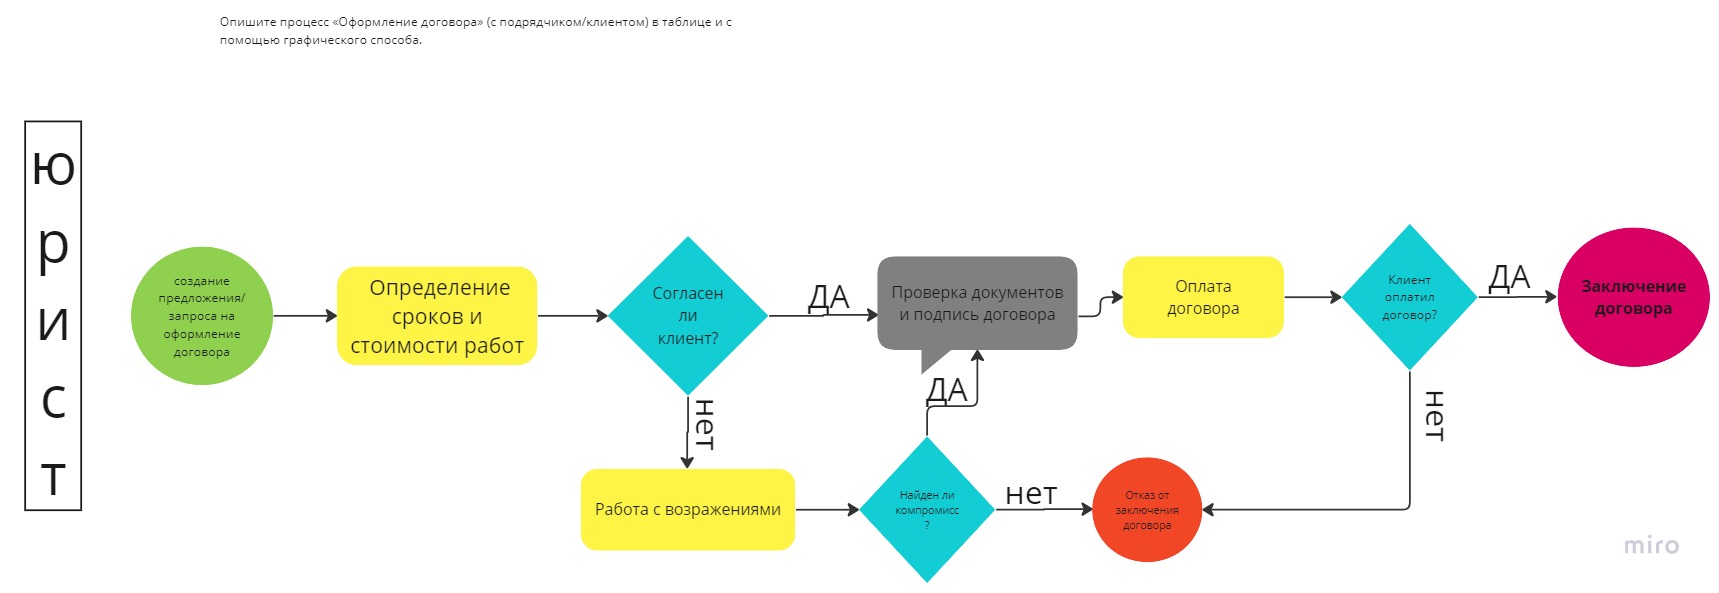 Опишите процесс «Оформление договора» (с подрядчиком/клиентом) в таблице и с
помощью графического способа.
ю
р
и
с
т
создание
предложения/
запроса на
оформление
договора
Определение
сроков и
стоимости работ
Согласен
ли
клиент?
ДА
Проверка документов
и подпись договора
Оплата
договора
Клиент
оплатил
договор?
ДА
Заключение
договора
нет
ДА
нет
Работа с возражениями
Найден ли
компромисс
?
нет
Отказ от
заключения
договора
miro